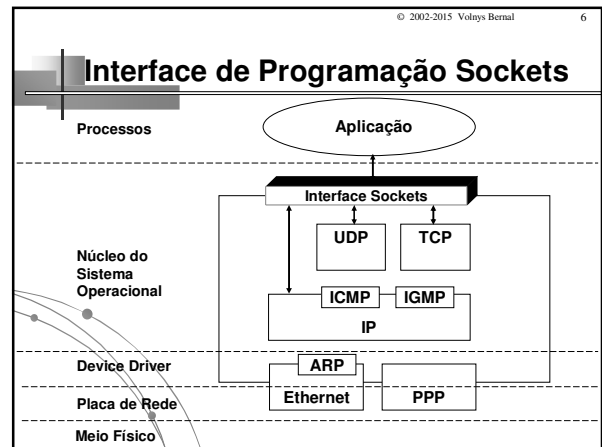 © 2002-2015 Volnys Bernal 6
Interface de Programação Sockets
Processos
Aplicação
Interface Sockets
UDP TCP
Núcleo do
Sistema
Operacional
ICMP IGMP
IP
Device Driver
ARP
Ethernet PPP
Placa de Rede
Meio Físico